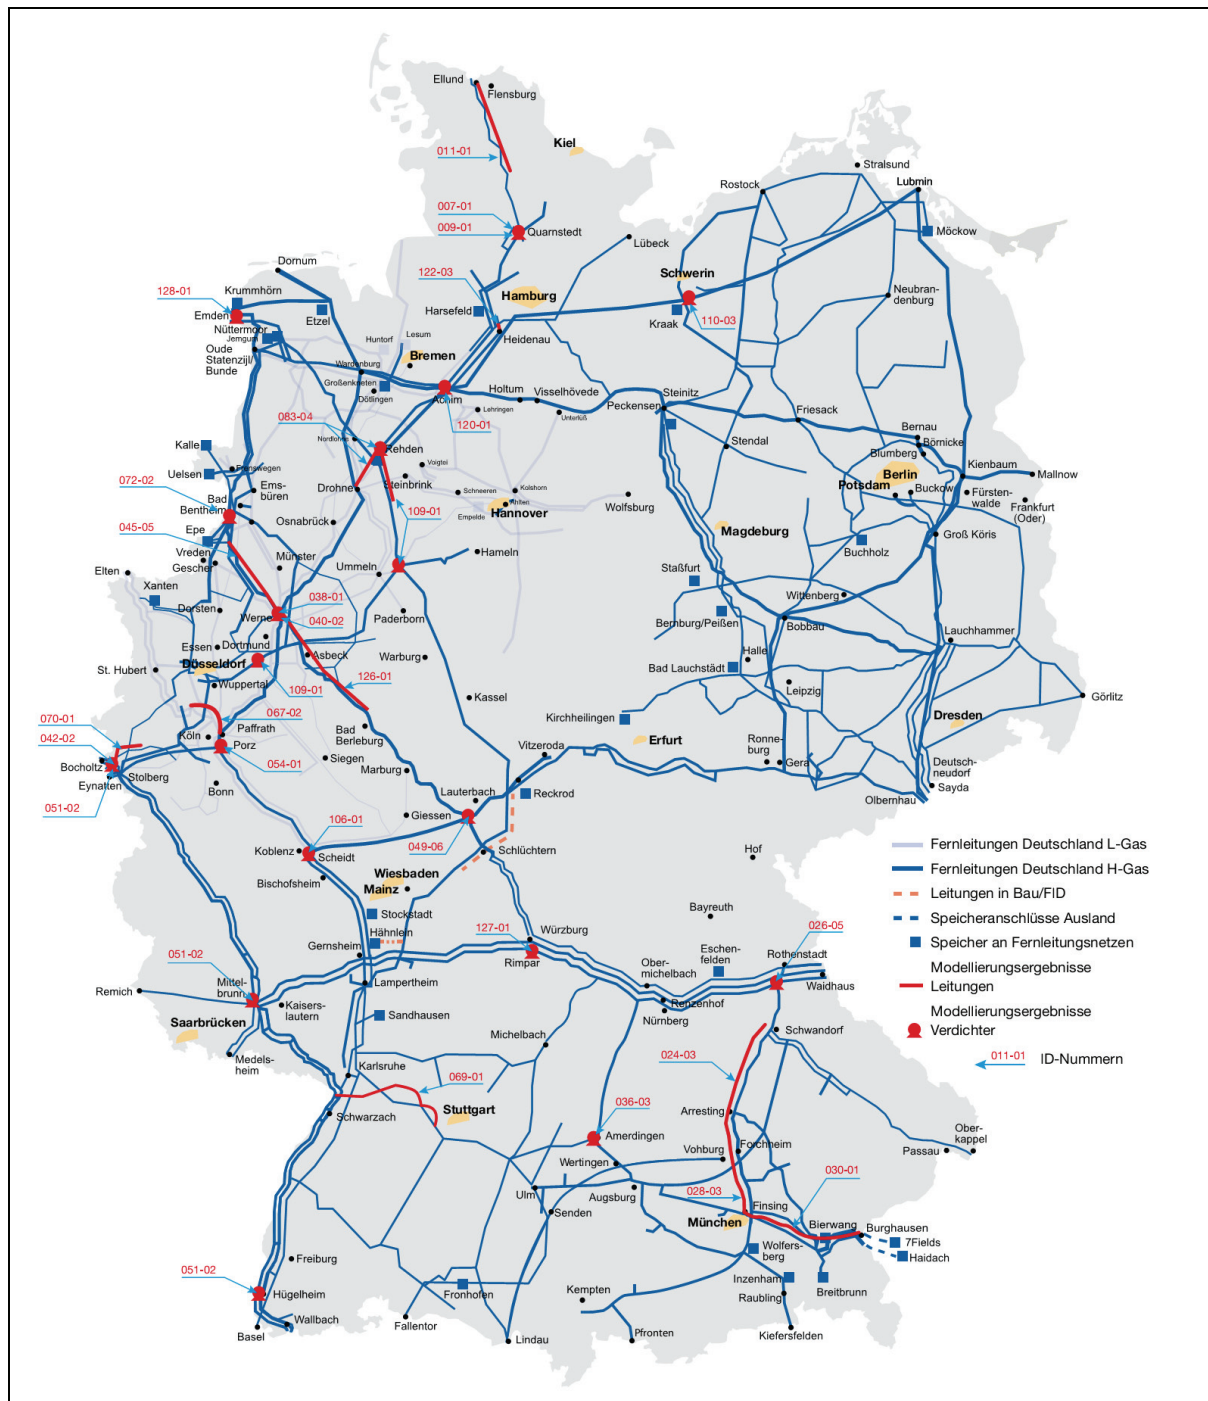 Ellund
Flensburg
Kiel
011-01
Stralsund
Rostock
Lubmin
007-01
009-01
Quarnstedt
Lübeck
Möckow
Dornum
122-03
Schwerin
128-01
Krummhörn
Hamburg
Neubran-
denburg
Emden
Etzel
Harsefeld
Kraak
110-03
Nüttermoor
Jemgum
Huntorf
Lesum
Heidenau
Oude
Statenzijl/
Bunde
Wardenburg
Bremen
Großenkneten
Dötlingen
Achim
Holtum
Visselhövede
Steinitz
Peckensen
Lehringen
Unterlüß
Friesack
083-04
120-01
Bernau
Börnicke
Nordlohne
Rehden
Stendal
Blumberg
Kalle
Voigtei
Kienbaum
Mallnow
Uelsen
Frenswegen
Berlin
Steinbrink
Potsdam
Buckow
072-02
Ems-
büren
Drohne
Schneeren
Kolshorn
Fürsten-
walde
Bad
Bentheim
Ahlten
Wolfsburg
Frankfurt
(Oder)
Hannover
Empelde
109-01
045-05
Osnabrück
Magdeburg
Epe
Groß Köris
Vreden
Buchholz
Gescher
Münster
Hameln
Elten
Ummeln
Staßfurt
Xanten
038-01
Wittenberg
Dorsten
Werne
040-02
Paderborn
Bernburg/Peißen
Bobbau
Lauchhammer
Essen
Dortmund
Asbeck
Warburg
Halle
Düsseldorf
St. Hubert
Bad Lauchstädt
126-01
Wuppertal
109-01
Kassel
Leipzig
Görlitz
067-02
Kirchheilingen
Dresden
070-01
Paffrath
Bad
Berleburg
Köln
042-02
Porz
Vitzeroda
Erfurt
Ronne-
burg
Bocholtz
054-01
Siegen
Gera
Deutsch-
neudorf
Stolberg
Marburg
Eynatten
Bonn
Sayda
Reckrod
Lauterbach
Olbernhau
051-02
106-01
Giessen
049-06
Koblenz
Scheidt
Schlüchtern
Hof
Fernleitungen Deutschland L-Gas
Fernleitungen Deutschland H-Gas
Bischofsheim
Wiesbaden
Mainz
Leitungen in Bau/FID
Stockstadt
Bayreuth
Speicheranschlüsse Ausland
Hähnlein
127-01
Würzburg
026-05
Gernsheim
Eschen-
felden
Speicher an Fernleitungsnetzen
051-02
Rimpar
Ober-
michelbach
Rothenstadt
Modellierungsergebnisse
Leitungen
Mittel-
brunn
Lampertheim
Waidhaus
Remich
Kaisers-
lautern
Renzenhof
Modellierungsergebnisse
Verdichter
Sandhausen
Nürnberg
Saarbrücken
Schwandorf
Michelbach
Medels-
heim
Karlsruhe
024-03
011-01
ID-Nummern
069-01
Stuttgart
036-03
Schwarzach
Arresting
Amerdingen
Ober-
kappel
Forchheim
Vohburg
Passau
Wertingen
030-01
Ulm
Augsburg
028-03
Finsing
Senden
München
Bierwang
Burghausen
7Fields
Wolfers-
berg
Haidach
Freiburg
051-02
Inzenham
Hügelheim
Fronhofen
Kempten
Raubling
Breitbrunn
Wallbach
Basel
Fallentor
Lindau
Pfronten
Kiefersfelden